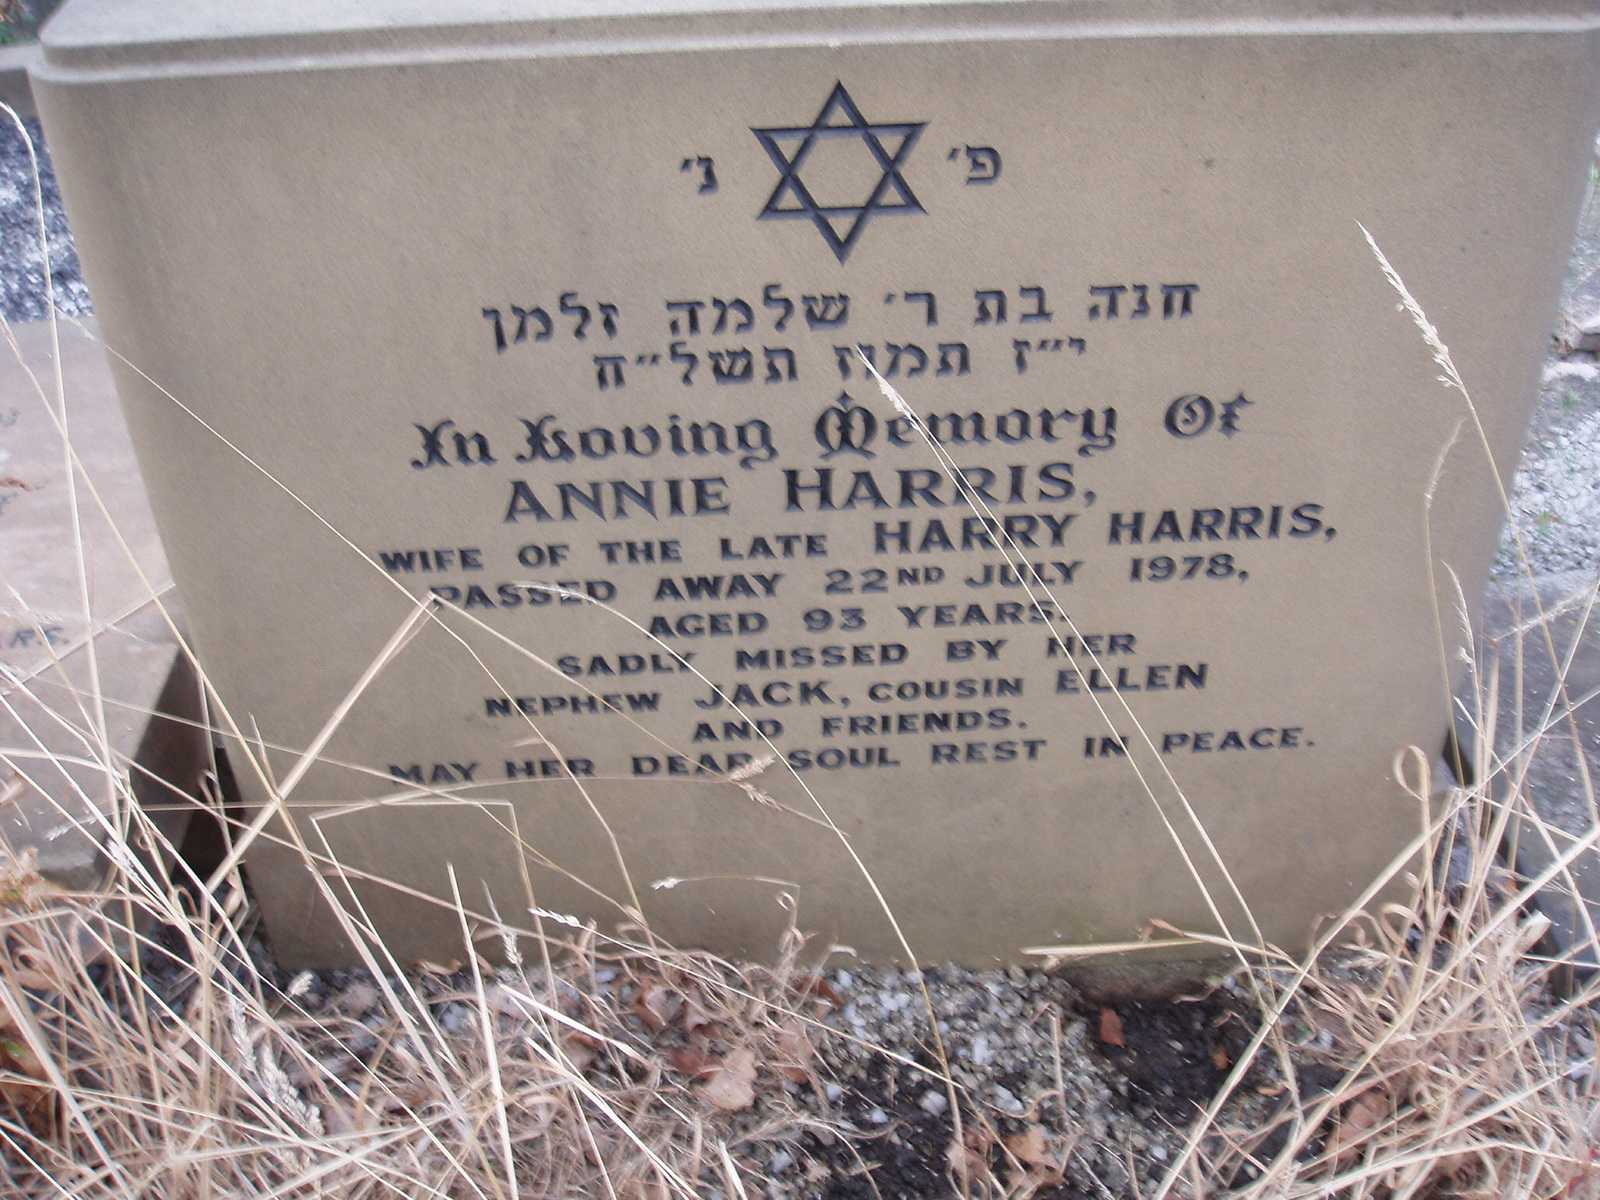 פ׳ נ׳
חנה בת ר׳ שלמה זלמן
י״ז תמוז תשל״ח
In Loving Memory Of
ANNIE HARRIS,
WIFE OF THE LATE HARRY HARRIS,
PASSED AWAY 22ND JULY 1978,
AGED 93 YEARS.
SADLY MISSED BY HER
NEPHEW JACK, COUSIN ELLEN
AND FRIENDS.
MAY HER DEAR SOUL REST IN PEACE.